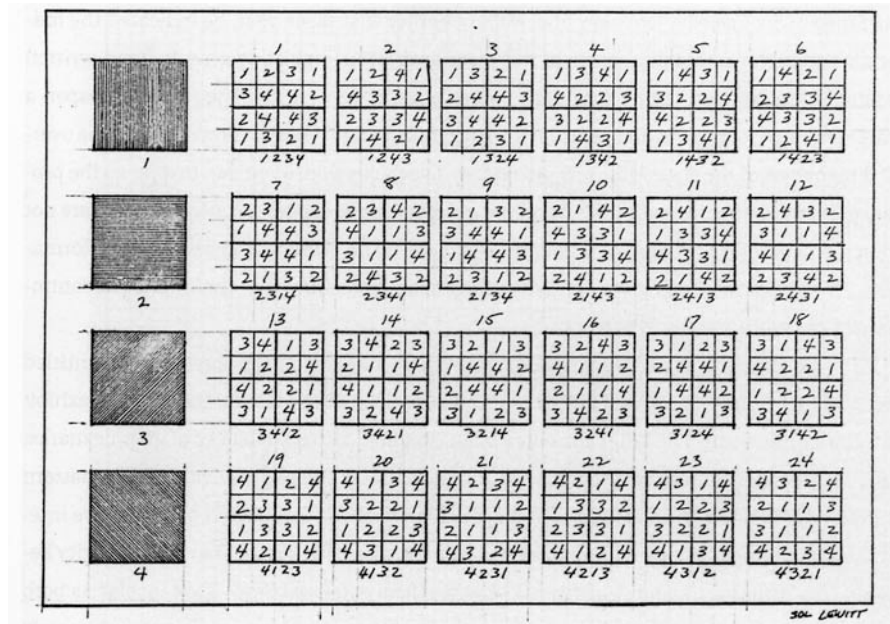 1 2 3 4 5 6
1 2 3 1 1 2 4 1 1 3 2 1 1 3 4 1 1 4 3 1 1 4 2 1
3 4 4 2 4 3 3 2 2 4 4 3 4 2 2 3 3 2 2 4 2 3 3 4
2 4 4 3 2 3 3 4 3 4 4 2 3 2 2 4 4 2 2 3 4 3 3 2
1 3 2 1 1 4 2 1 1 2 3 1 1 4 3 1 1 3 4 1 1 2 4 1
1 1234 1243 1324 1342 1432 1423
7 8 9 10 11 12
2 3 1 2 2 3 4 2 2 1 3 2 2 1 4 2 2 4 1 2 2 4 3 2
1 4 4 3 4 1 1 3 3 4 4 1 4 3 3 1 1 3 3 4 3 1 1 4
3 4 4 1 3 1 1 4 1 4 4 3 1 3 3 4 4 3 3 1 4 1 1 3
2 1 3 2 2 4 3 2 2 3 1 2 2 4 1 2 2 1 4 2 2 3 4 2
2 2314 2341 2134 2143 2413 2431
13 14 15 16 17 18
3 4 1 3 3 4 2 3 3 2 1 3 3 2 4 3 3 1 2 3 3 1 4 3
1 2 2 4 2 1 1 4 1 4 4 2 4 1 1 2 2 4 4 1 4 2 2 1
4 2 2 1 4 1 1 2 2 4 4 1 2 1 1 4 1 4 4 2 1 2 2 4
3 1 4 3 3 2 4 3 3 1 2 3 3 4 2 3 3 2 1 3 3 4 1 3
3 3412 3421 3214 3241 3124 3142
19 20 21 22 23 24
4 1 2 4 4 1 3 4 4 2 3 4 4 2 1 4 4 3 1 4 4 3 2 4
2 3 3 1 3 2 2 1 3 1 1 2 1 3 3 2 1 2 2 3 2 1 1 3
1 3 3 2 1 2 2 3 2 1 1 3 2 3 3 1 3 2 2 1 3 1 1 2
4 2 1 4 4 3 1 4 4 3 2 4 4 1 2 4 4 1 3 4 4 2 3 4
4 4123 4132 4231 4213 4312 4321
SOL LEWITT